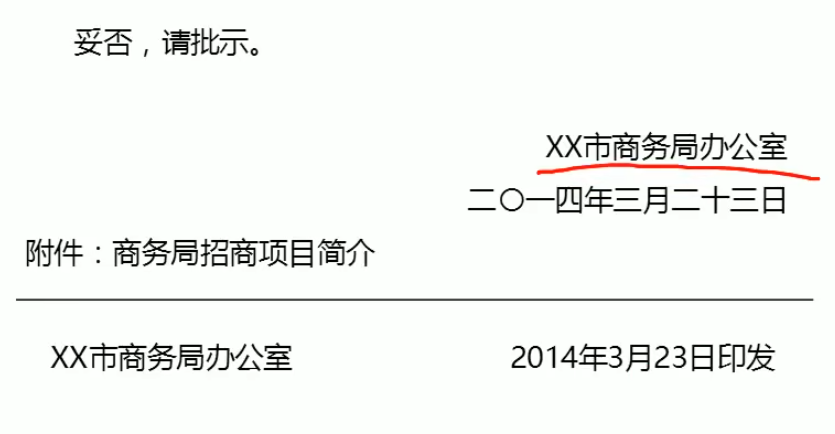 妥否，请批示。
XX市商务局办公室
二〇一四年三月二十三日
附件：商务局招商项目简介
XX市商务局办公室 2014年3月23日印发